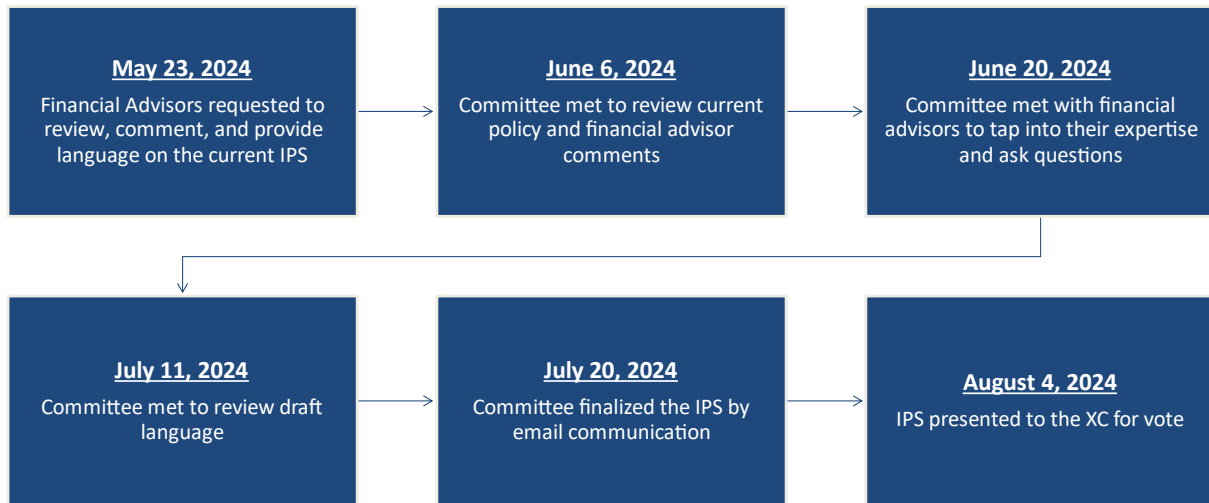 May 23, 2024
Financial Advisors requested to
review, comment, and provide
language on the current IPS
June 6, 2024
Committee met to review current
policy and financial advisor
comments
June 20, 2024
Committee met with financial
advisors to tap into their expertise
and ask questions
July 11, 2024
Committee met to review draft
language
July 20, 2024
Committee finalized the IPS by
email communication
August 4, 2024
IPS presented to the XC for vote